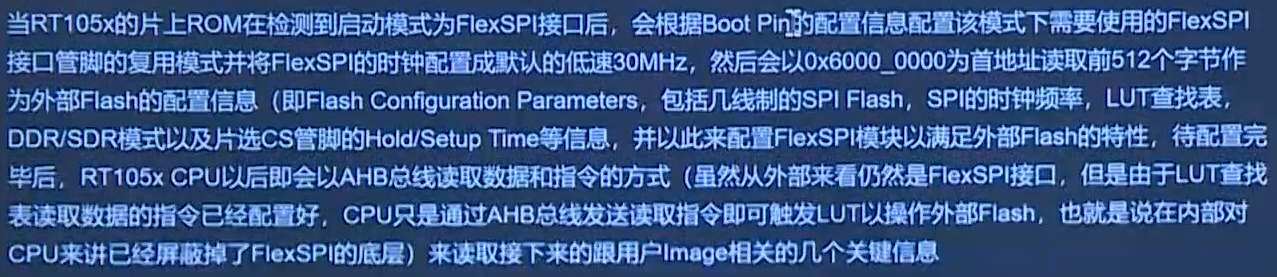 当RT105x的片上ROM在检测到启动模式为FlexSPI接口后，会根据Boot Pin的配置信息配置该模式下需要使用的FlexSPI
接口管脚的复用模式并将FlexSPI的时钟配置成默认的低速30MHz，然后会以0x6000_0000为首地址读取前512个字节作
为外部Flash的配置信息（即Flash Configuration Parameters，包括几线制的SPI Flash，SPI的时钟频率，LUT查找表，
DDR/SDR模式以及片选CS管脚的Hold/Setup Time等信息，并以此来配置FlexSPI模块以满足外部Flash的特性，待配置完
毕后，RT105x CPU以后即会以AHB总线读取数据和指令的方式（虽然从外部来看仍然是FlexSPI接口，但是由于LUT查找
表读取数据的指令已经配置好，CPU只是通过AHB总线发送读取指令即可触发LUT以操作外部Flash，也就是说在内部对
CPU来讲已经屏蔽掉了FlexSPI的底层）来读取接下来的跟用户Image相关的几个关键信息